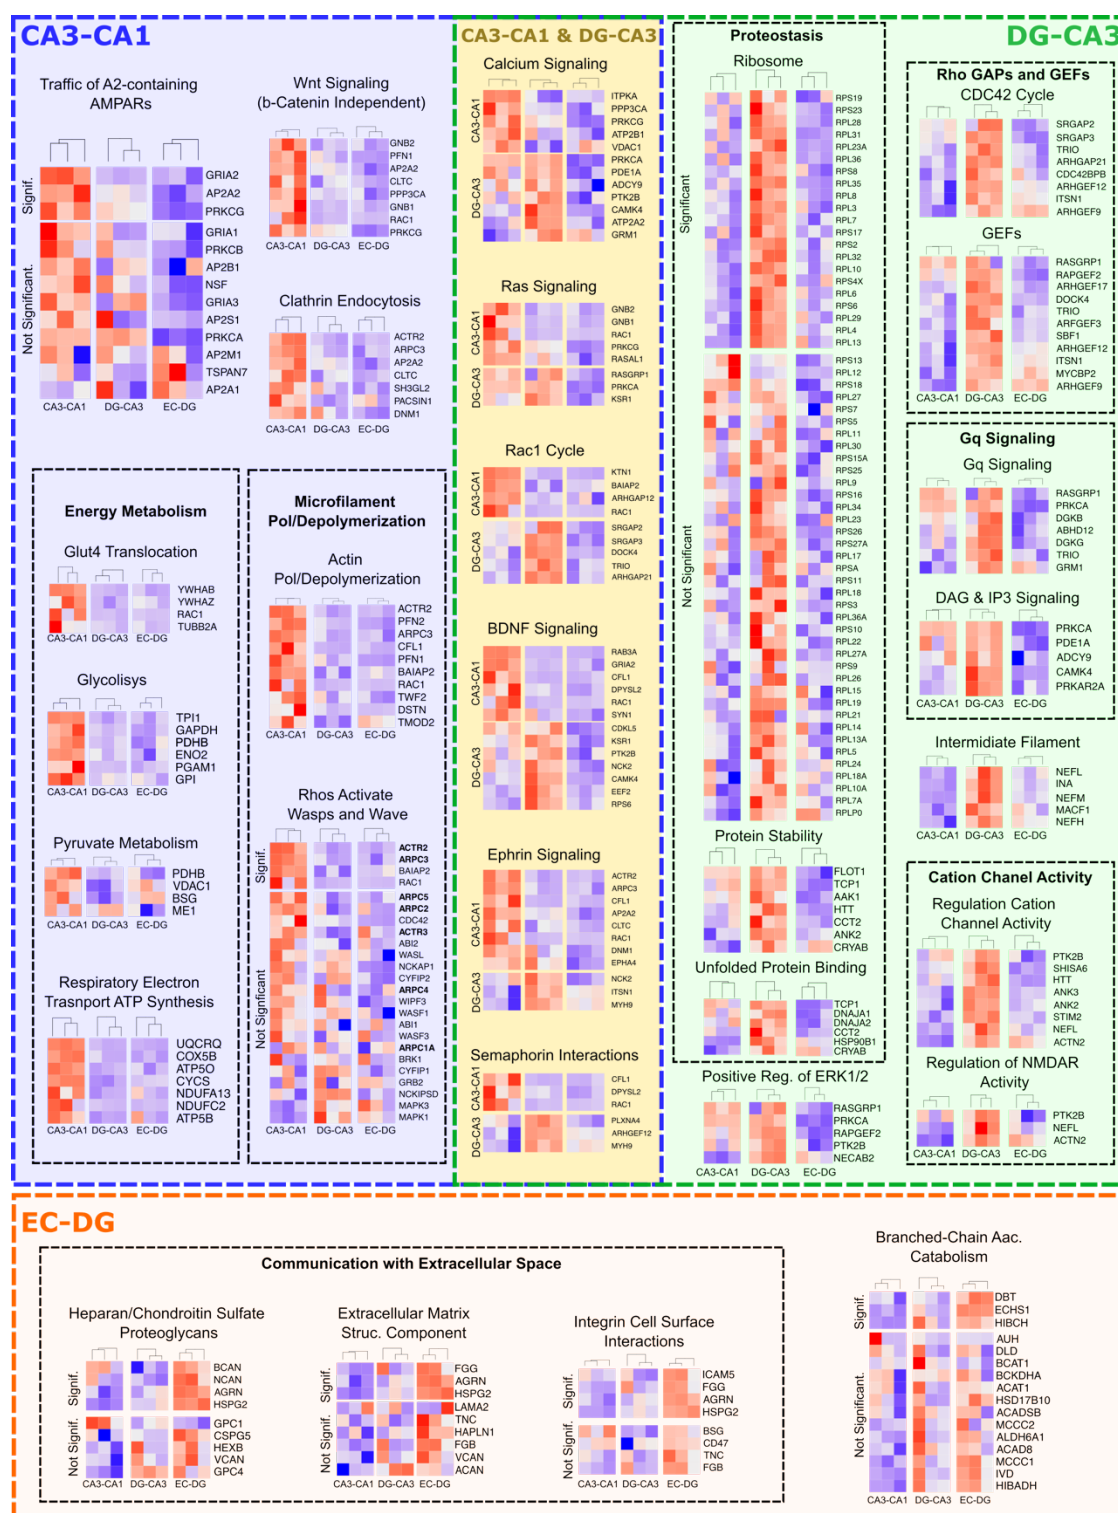 CA3-CA1
Traffic of A2-containing
AMPARs
Signif.
Not Significant.
GRIA2
AP2A2
PRKCG
GRIA1
PRKCB
AP2B1
NSF
GRIA3
AP2S1
PRKCA
AP2M1
TSPAN7
AP2A1
CA3-CA1 DG-CA3 EC-DG
Wnt Signaling
(b-Catenin Independent)
GNB2
PFN1
AP2A2
CLTC
PPP3CA
GNB1
RAC1
PRKCG
CA3-CA1 DG-CA3 EC-DG
Clathrin Endocytosis
ACTR2
ARPC3
AP2A2
CLTC
SH3GL2
PACSIN1
DNM1
CA3-CA1 DG-CA3 EC-DG
Energy Metabolism
Glut4 Translocation
YWHAB
YWHAZ
RAC1
TUBB2A
CA3-CA1 DG-CA3 EC-DG
Glycolisys
TPI1
GAPDH
PDHB
ENO2
PGAM1
GPI
CA3-CA1 DG-CA3 EC-DG
Pyruvate Metabolism
PDHB
VDAC1
BSG
ME1
CA3-CA1 DG-CA3 EC-DG
Respiratory Electron
Trasnport ATP Synthesis
UQCRQ
COX5B
ATP5O
CYCS
NDUFA13
NDUFC2
ATP5B
CA3-CA1 DG-CA3 EC-DG
Microfilament
Pol/Depolymerization
Actin
Pol/Depolymerization
ACTR2
PFN2
ARPC3
CFL1
PFN1
BAIAP2
RAC1
TWF2
DSTN
TMOD2
CA3-CA1 DG-CA3 EC-DG
Rhos Activate
Wasps and Wave
Signif.
Not Signficant
ACTR2
ARPC3
BAIAP2
RAC1
ARPC5
ARPC2
CDC42
ACTR3
ABI2
WASL
NCKAP1
CYFIP2
ARPC4
WIPF3
WASF1
ABI1
WASF3
ARPC1A
BRK1
CYFIP1
GRB2
NCKIPSD
MAPK3
MAPK1
CA3-CA1 DG-CA3 EC-DG
CA3-CA1 & DG-CA3
Calcium Signaling
CA3-CA1
DG-CA3
ITPKA
PPP3CA
PRKCG
ATP2B1
VDAC1
PRKCA
PDE1A
ADCY9
PTK2B
CAMK4
ATP2A2
GRM1
Ras Signaling
CA3-CA1
DG-CA3
GNB2
GNB1
RAC1
PRKCG
RASAL1
RASGRP1
PRKCA
KSR1
Rac1 Cycle
CA3-CA1
DG-CA3
KTN1
BAIAP2
ARHGAP12
RAC1
SRGAP2
SRGAP3
DOCK4
TRIO
ARHGAP21
BDNF Signaling
CA3-CA1
DG-CA3
RAB3A
GRIA2
CFL1
DPYSL2
RAC1
SYN1
CDKL5
KSR1
PTK2B
NCK2
CAMK4
EEF2
RPS6
Ephrin Signaling
CA3-CA1
DG-CA3
ACTR2
ARPC3
CFL1
AP2A2
CLTC
RAC1
DNM1
EPHA4
NCK2
ITSN1
MYH9
Semaphorin Interactions
CA3-CA1
DG-CA3
CFL1
DPYSL2
RAC1
PLXNA4
ARHGEF12
MYH9
DG-CA3
Proteostasis
Ribosome
Significant
Not Significant
RPS19
RPS23
RPL28
RPL31
RPL23A
RPL36
RPS8
RPL35
RPL8
RPL3
RPL7
RPS17
RPS2
RPL32
RPL10
RPS4X
RPL6
RPS6
RPL29
RPL4
RPL13
RPS13
RPL12
RPS18
RPL27
RPS7
RPS5
RPL11
RPL30
RPS15A
RPS25
RPL9
RPS16
RPL34
RPL23
RPS26
RPS27A
RPL17
RPSA
RPS11
RPL18
RPS3
RPL36A
RPS10
RPL22
RPL27A
RPS9
RPL26
RPL15
RPL19
RPL21
RPL14
RPL13A
RPL5
RPL24
RPL18A
RPL10A
RPL7A
RPLP0
Protein Stability
FLOT1
TCP1
AAK1
HTT
CCT2
ANK2
CRYAB
Unfolded Protein Binding
TCP1
DNAJA1
DNAJA2
CCT2
HSP90B1
CRYAB
Positive Reg. of ERK1/2
RASGRP1
PRKCA
RAPGEF2
PTK2B
NECAB2
CA3-CA1 DG-CA3 EC-DG
Rho GAPs and GEFs
CDC42 Cycle
SRGAP2
SRGAP3
TRIO
ARHGAP21
CDC42BPB
ARHGEF12
ITSN1
ARHGEF9
GEFs
RASGRP1
RAPGEF2
ARHGEF17
DOCK4
TRIO
ARFGEF3
SBF1
ARHGEF12
ITSN1
MYCBP2
ARHGEF9
CA3-CA1 DG-CA3 EC-DG
Gq Signaling
Gq Signaling
RASGRP1
PRKCA
DGKB
ABHD12
DGKG
TRIO
GRM1
DAG & IP3 Signaling
PRKCA
PDE1A
ADCY9
CAMK4
PRKAR2A
CA3-CA1 DG-CA3 EC-DG
Intermidiate Filament
NEFL
INA
NEFM
MACF1
NEFH
CA3-CA1 DG-CA3 EC-DG
Cation Chanel Activity
Regulation Cation
Channel Activity
PTK2B
SHISA6
HTT
ANK3
ANK2
STIM2
NEFL
ACTN2
Regulation of NMDAR
Activity
PTK2B
NEFL
ACTN2
CA3-CA1 DG-CA3 EC-DG
EC-DG
Communication with Extracellular Space
Heparan/Chondroitin Sulfate
Proteoglycans
Signif.
Not Signif.
BCAN
NCAN
AGRN
HSPG2
GPC1
CSPG5
HEXB
VCAN
GPC4
CA3-CA1 DG-CA3 EC-DG
Extracellular Matrix
Struc. Component
Signif.
Not Signif.
FGG
AGRN
HSPG2
LAMA2
TNC
HAPLN1
FGB
VCAN
ACAN
CA3-CA1 DG-CA3 EC-DG
Integrin Cell Surface
Interactions
Signif.
Not Signif.
ICAM5
FGG
AGRN
HSPG2
BSG
CD47
TNC
FGB
CA3-CA1 DG-CA3 EC-DG
Branched-Chain Aac.
Catabolism
Signif.
Not Significant.
DBT
ECHS1
HIBCH
AUH
DLD
BCAT1
BCKDHA
ACAT1
HSD17B10
ACADSB
MCCC2
ALDH6A1
ACAD8
MCCC1
IVD
HIBADH
CA3-CA1 DG-CA3 EC-DG